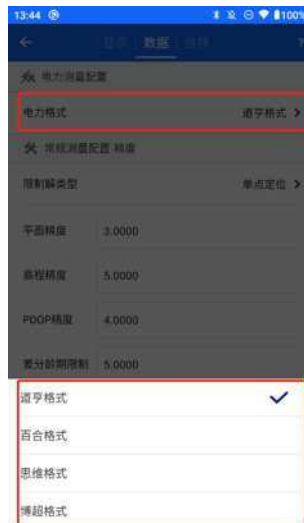 13:44 100%
显示 数据 选择 ?
电力测量配置
电力格式 道亨格式
常规测量配置 精度
限制解类型 单点定位
平面精度 3.0000
高程精度 5.0000
PDOP精度 4.0000
差分龄期限制 5.0000
道亨格式
百合格式
思维格式
博超格式